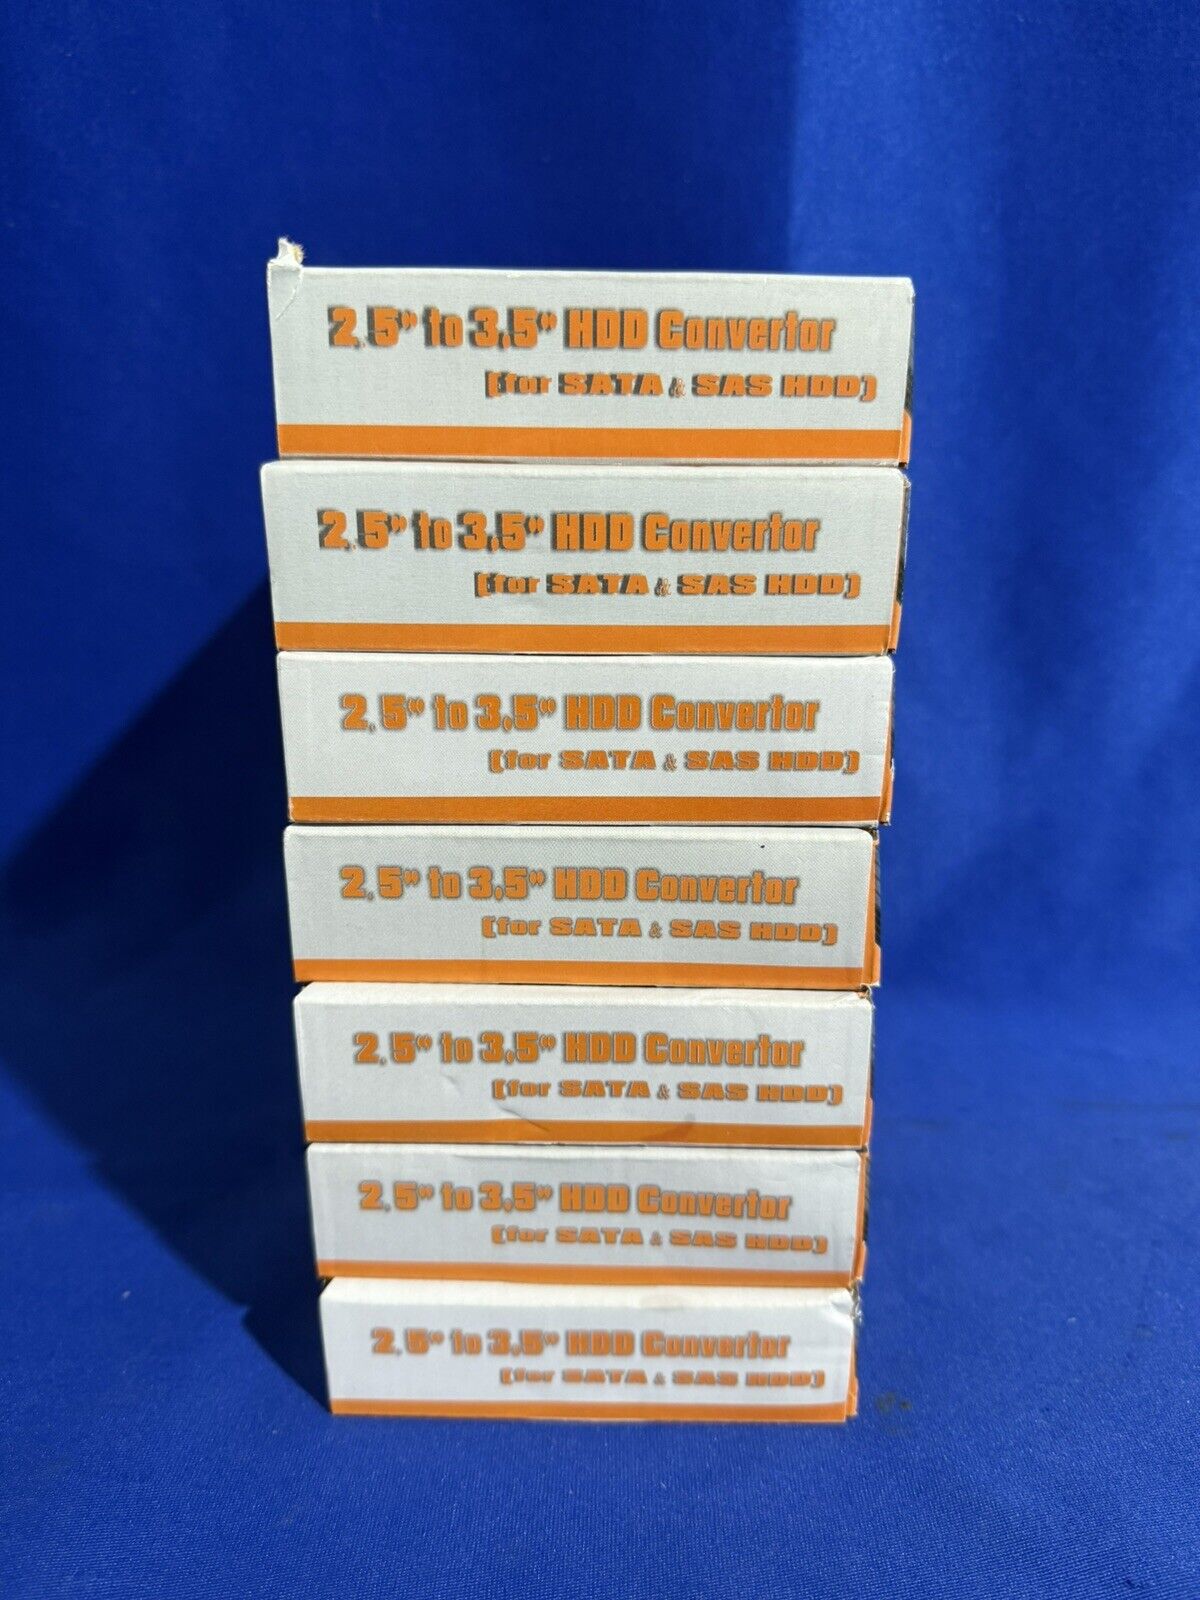 2,5" to 3,5" HDD Convertor
(for SATA & SAS HDD)
2,5" to 3,5" HDD Convertor
(for SATA & SAS HDD)
2,5" to 3,5" HDD Convertor
(for SATA & SAS HDD)
2,5" to 3,5" HDD Convertor
(for SATA & SAS HDD)
2,5" to 3,5" HDD Convertor
(for SATA & SAS HDD)
2,5" to 3,5" HDD Convertor
(for SATA & SAS HDD)
2,5" to 3,5" HDD Convertor
(for SATA & SAS HDD)